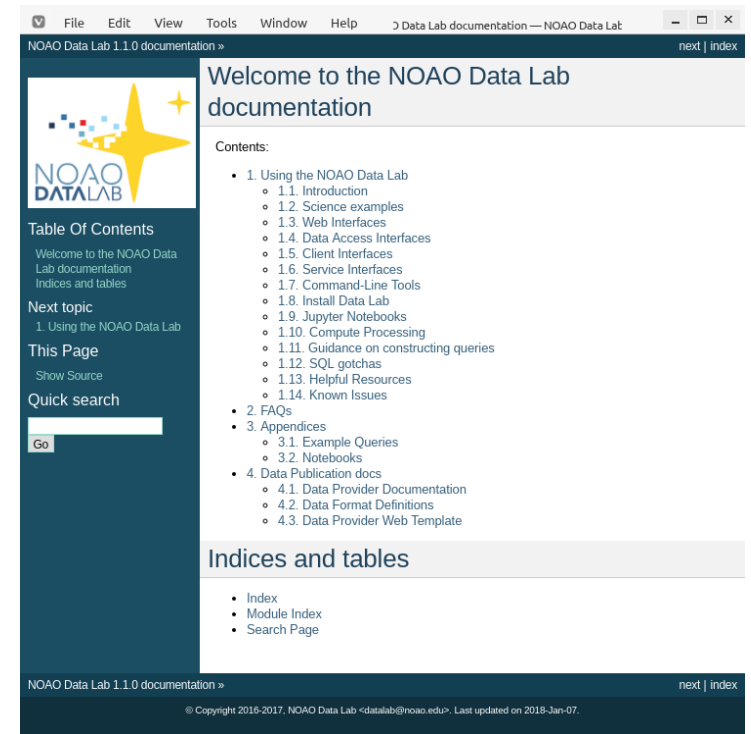 File Edit View Tools Window Help
Data Lab documentation — NOAO Data Lab
NOAO Data Lab 1.1.0 documentation »
next | index
NOAO
DATALAB
Table Of Contents
Welcome to the NOAO Data
Lab documentation
Indices and tables
Next topic
1. Using the NOAO Data Lab
This Page
Show Source
Quick search
Go
Welcome to the NOAO Data Lab
documentation
Contents:
1. Using the NOAO Data Lab
1.1. Introduction
1.2. Science examples
1.3. Web Interfaces
1.4. Data Access Interfaces
1.5. Client Interfaces
1.6. Service Interfaces
1.7. Command-Line Tools
1.8. Install Data Lab
1.9. Jupyter Notebooks
1.10. Compute Processing
1.11. Guidance on constructing queries
1.12. SQL gotchas
1.13. Helpful Resources
1.14. Known Issues
2. FAQs
3. Appendices
3.1. Example Queries
3.2. Notebooks
4. Data Publication docs
4.1. Data Provider Documentation
4.2. Data Format Definitions
4.3. Data Provider Web Template
Indices and tables
Index
Module Index
Search Page
NOAO Data Lab 1.1.0 documentation »
next | index
© Copyright 2016-2017, NOAO Data Lab <datalab@noao.edu>. Last updated on 2018-Jan-07.